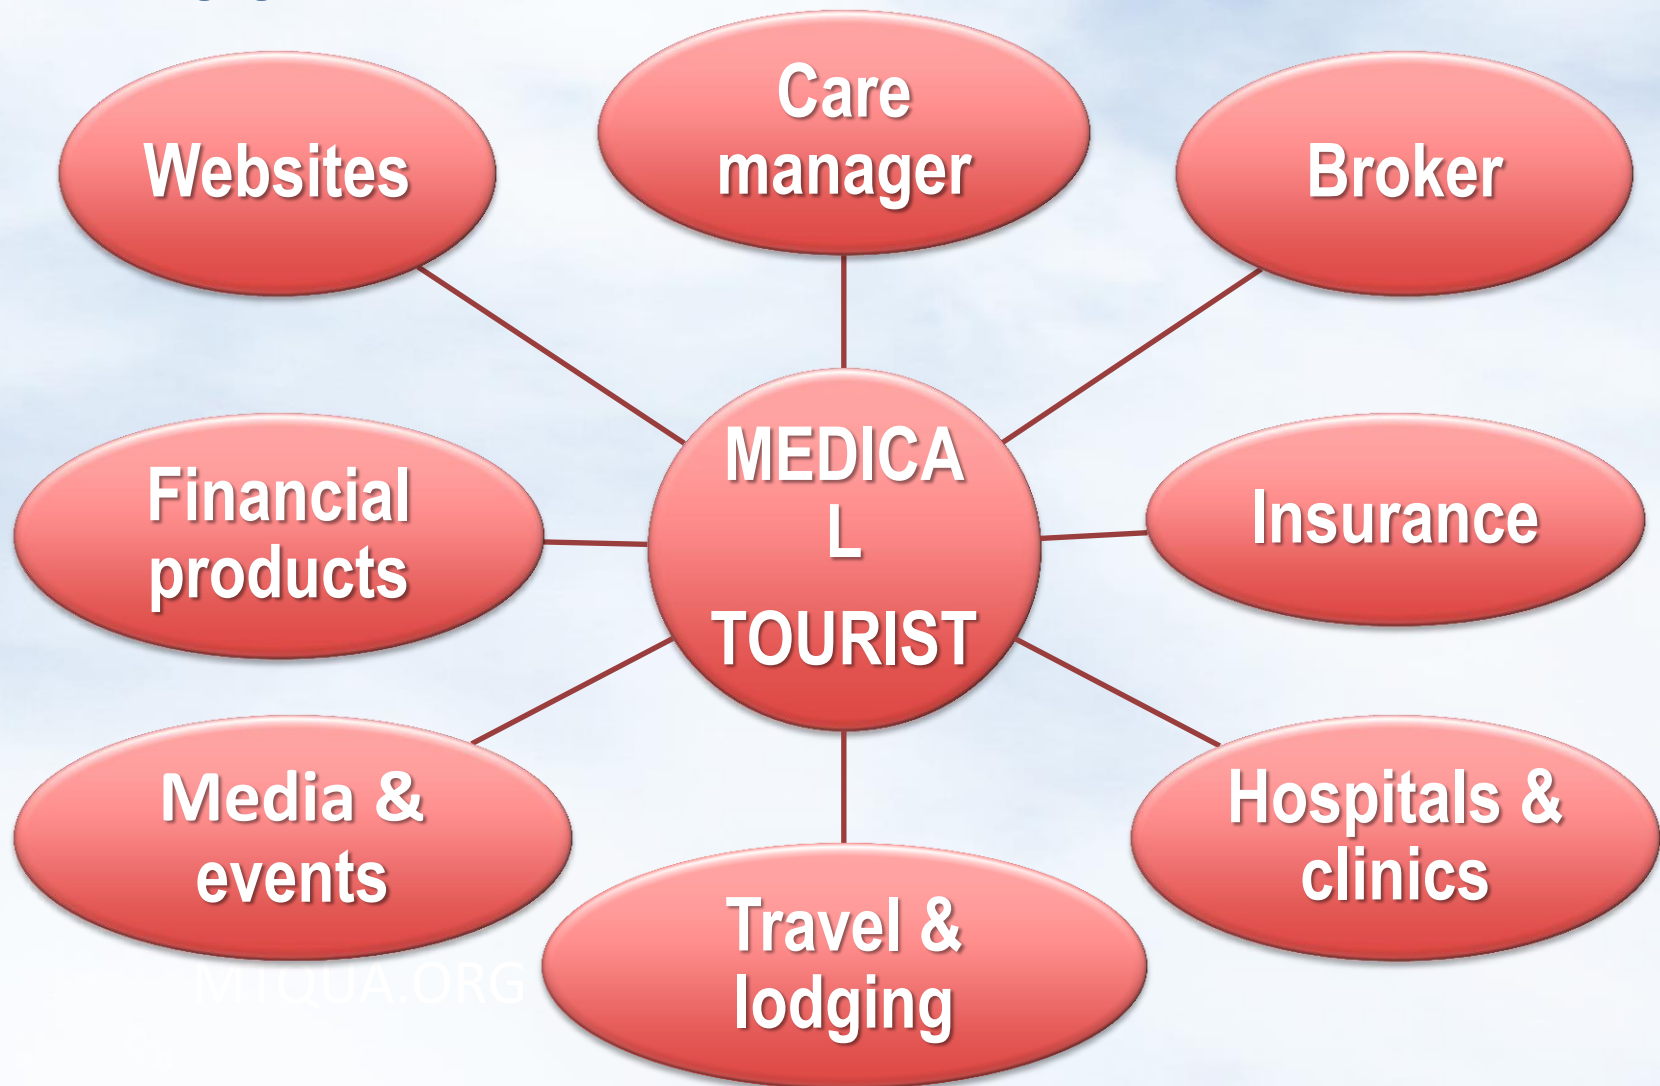 Care
manager
Websites
Broker
MEDICA
L
TOURIST
Financial
products
Insurance
Media &
events
Hospitals &
clinics
Travel &
lodging
MTQUA.ORG